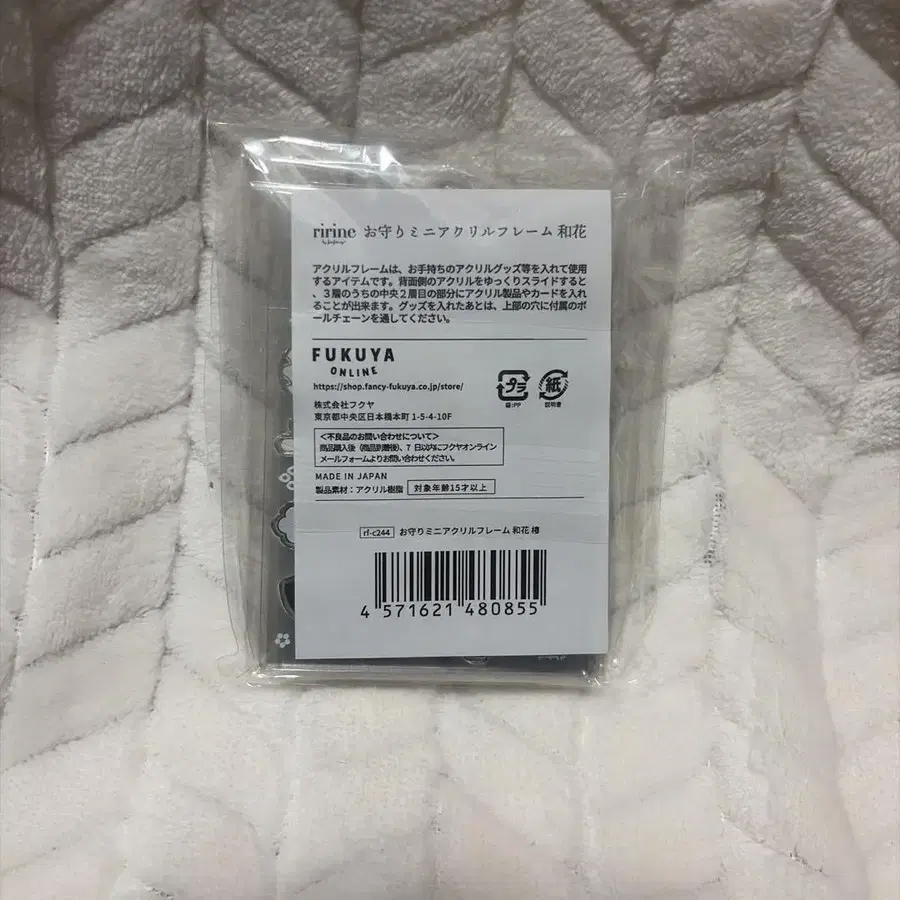 ririne お守りミニアクリルフレーム 和花
アクリルフレームは、お手持ちのアクリルグッズ等を入れて使用
するアイテムです。背面側のアクリルをゆっくりスライドすると
、3層のうちの中央2層目の部分にアクリル製品やカードを入れ
ることが出来ます。グッズを入れたあとは、上部の穴に付属のボ
ールチェーンを通してください。
FUKUYA
ONLINE
https://shop.fancy-fukuya.co.jp/store/
プラ
袋:PP
紙
説明書
株式会社フクヤ
東京都中央区日本橋本町 1-5-4-10F
<不良品のお問い合わせについて>
商品購入後(商品到着後)、7 日以内にフクヤオンライン
メールフォームよりお問い合わせください。
MADE IN JAPAN
製品素材:アクリル樹脂 対象年齢15才以上
rf-c244 お守りミニアクリルフレーム 和花 椿
4 571621 480855